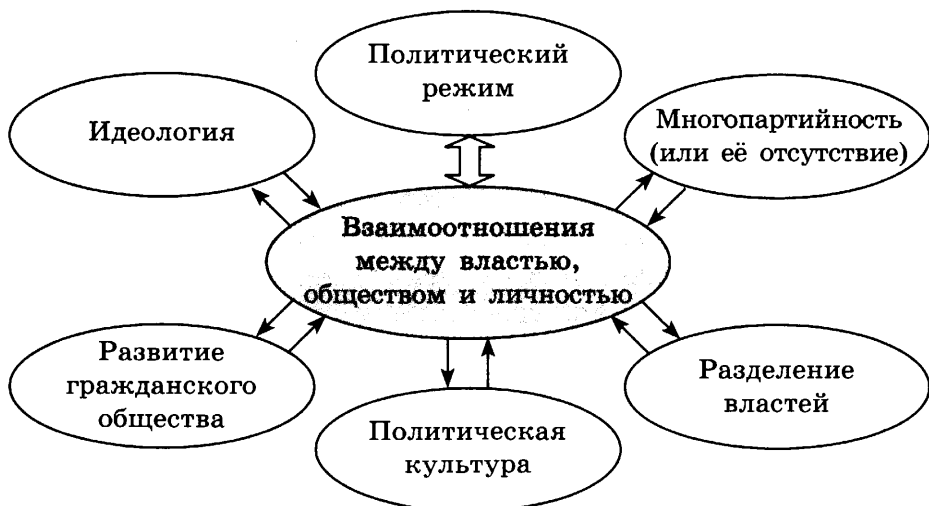 Политический
режим
Идеология
Многопартийность
(или её отсутствие)
Взаимоотношения
между властью,
обществом и личностью
Развитие
гражданского
общества
Политическая
культура
Разделение
властей